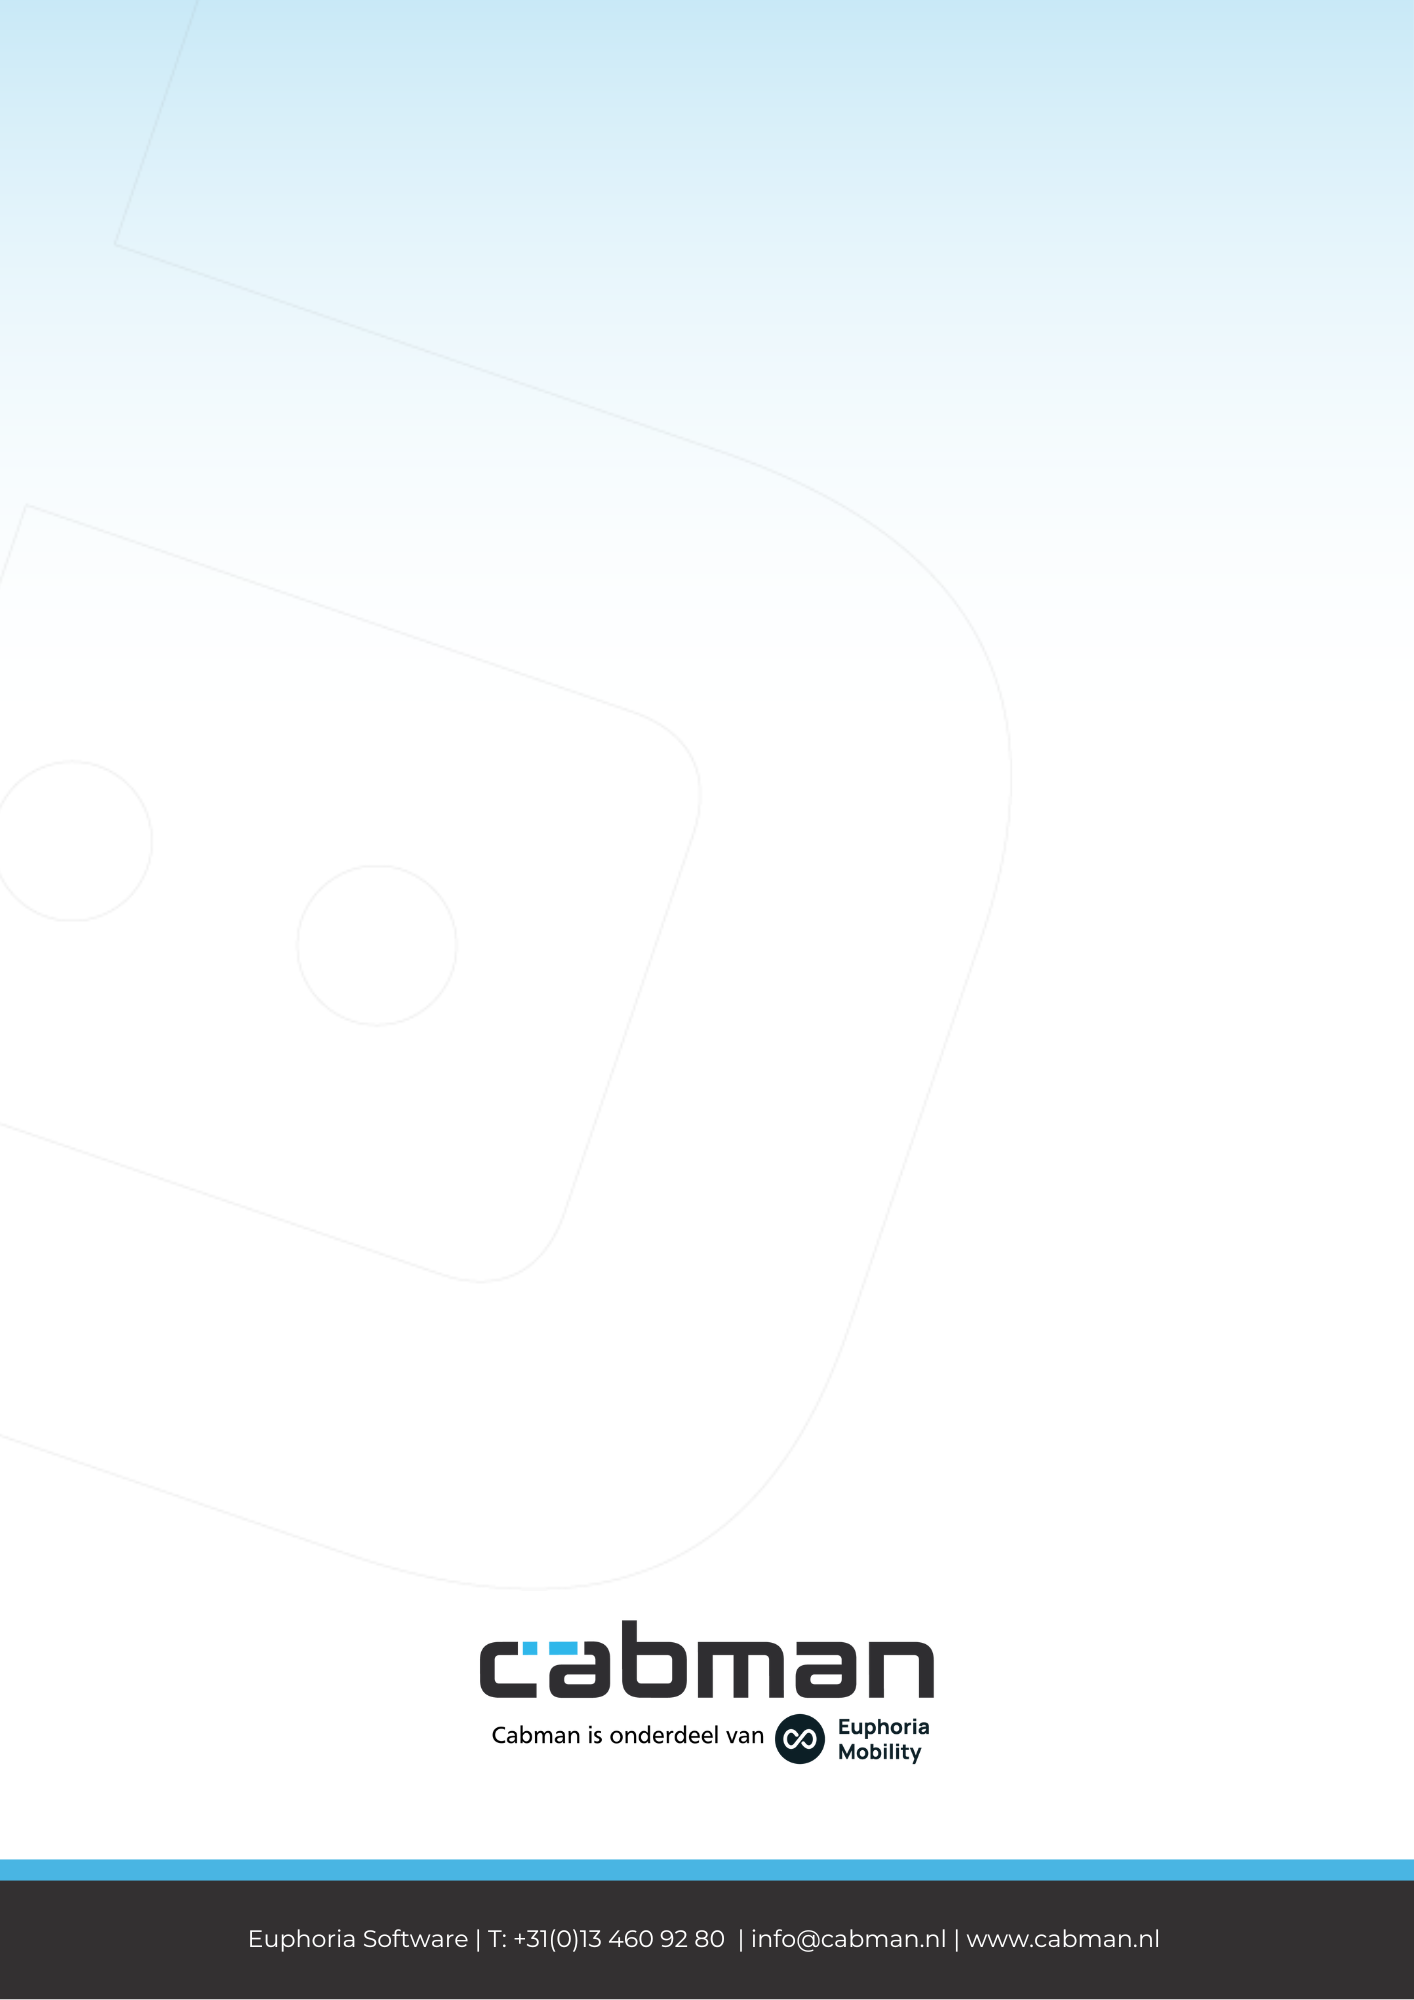 cabman
Cabman is onderdeel van
Euphoria
Mobility
Euphoria Software | T: +31(0)13 460 92 80 | info@cabman.nl | www.cabman.nl